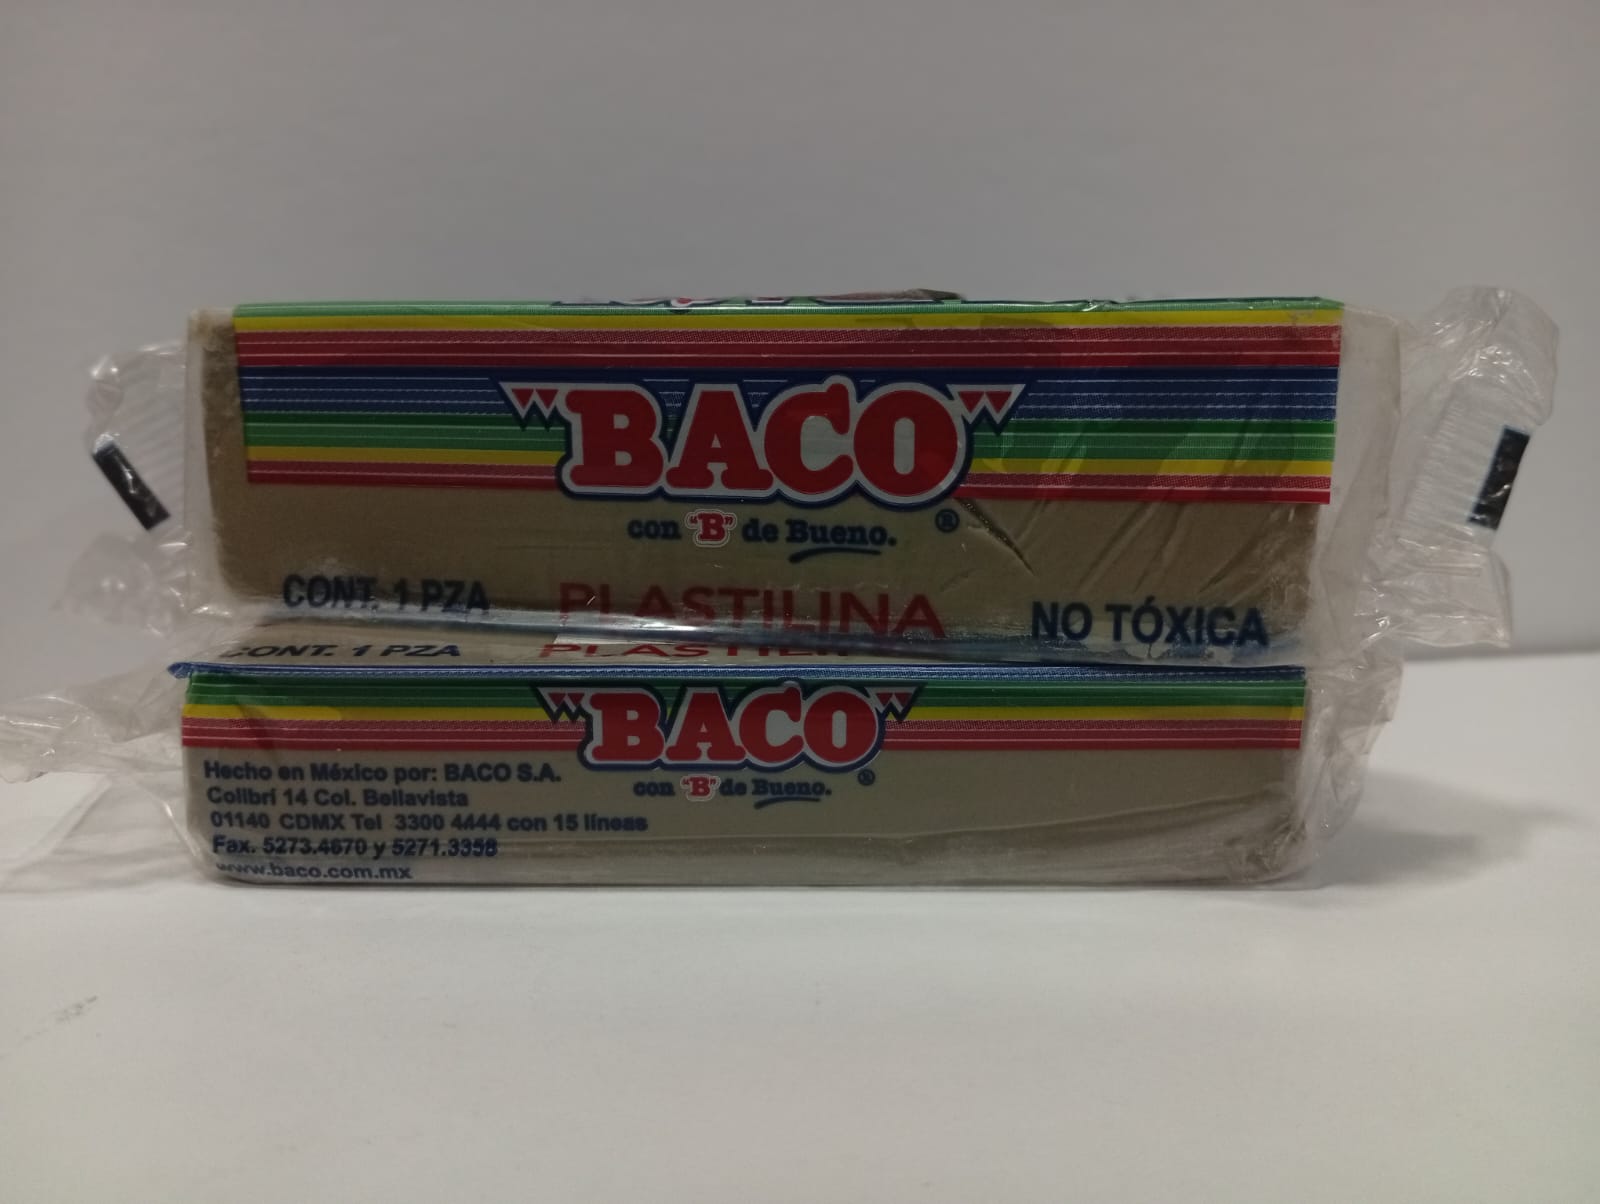 "BACO"
con "B" de Bueno. ®
CONT. 1 PZA PLASTILINA NO TÓXICA
CONT. 1 PZA
"BACO"
con "B" de Bueno. ®
Hecho en México por: BACO S.A.
Colibrí 14 Col. Bellavista
01140 CDMX Tel 3300 4444 con 15 líneas
Fax. 5273.4670 y 5271.3358
www.baco.com.mx